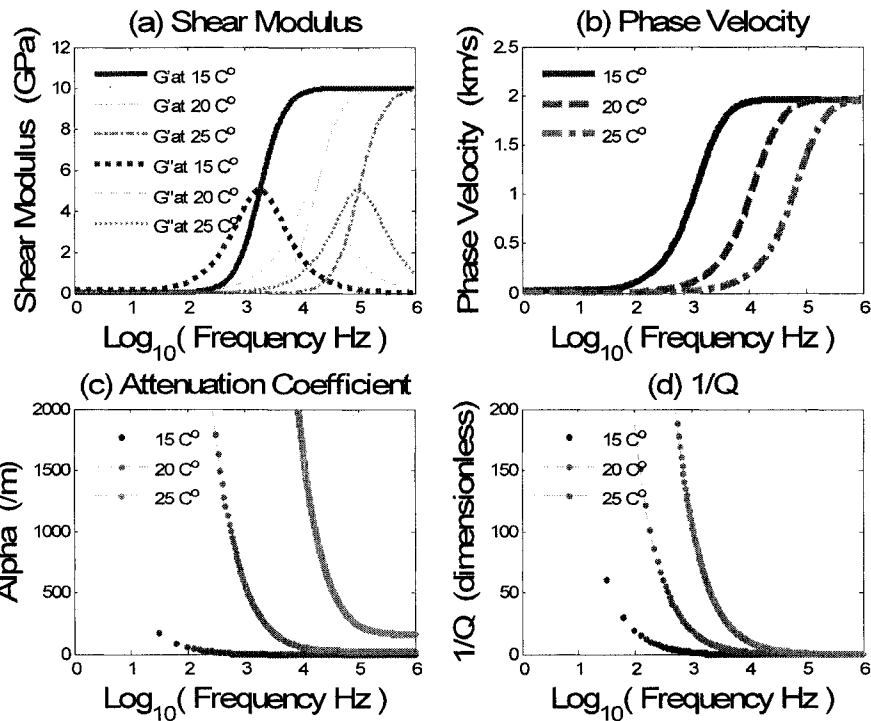 (a) Shear Modulus
Shear Modulus (GPa)
12
10
8
6
4
2
0
G' at 15 C°
G' at 20 C°
G' at 25 C°
G'' at 15 C°
G'' at 20 C°
G'' at 25 C°
0 1 2 3 4 5 6
Log10( Frequency Hz )
(b) Phase Velocity
Phase Velocity (km/s)
2.5
2
1.5
1
0.5
0
15 C°
20 C°
25 C°
0 1 2 3 4 5 6
Log10( Frequency Hz )
(c) Attenuation Coefficient
Alpha (/m)
2000
1500
1000
500
0
15 C°
20 C°
25 C°
0 1 2 3 4 5 6
Log10( Frequency Hz )
(d) 1/Q
1/Q (dimensionless)
200
150
100
50
0
15 C°
20 C°
25 C°
0 1 2 3 4 5 6
Log10( Frequency Hz )